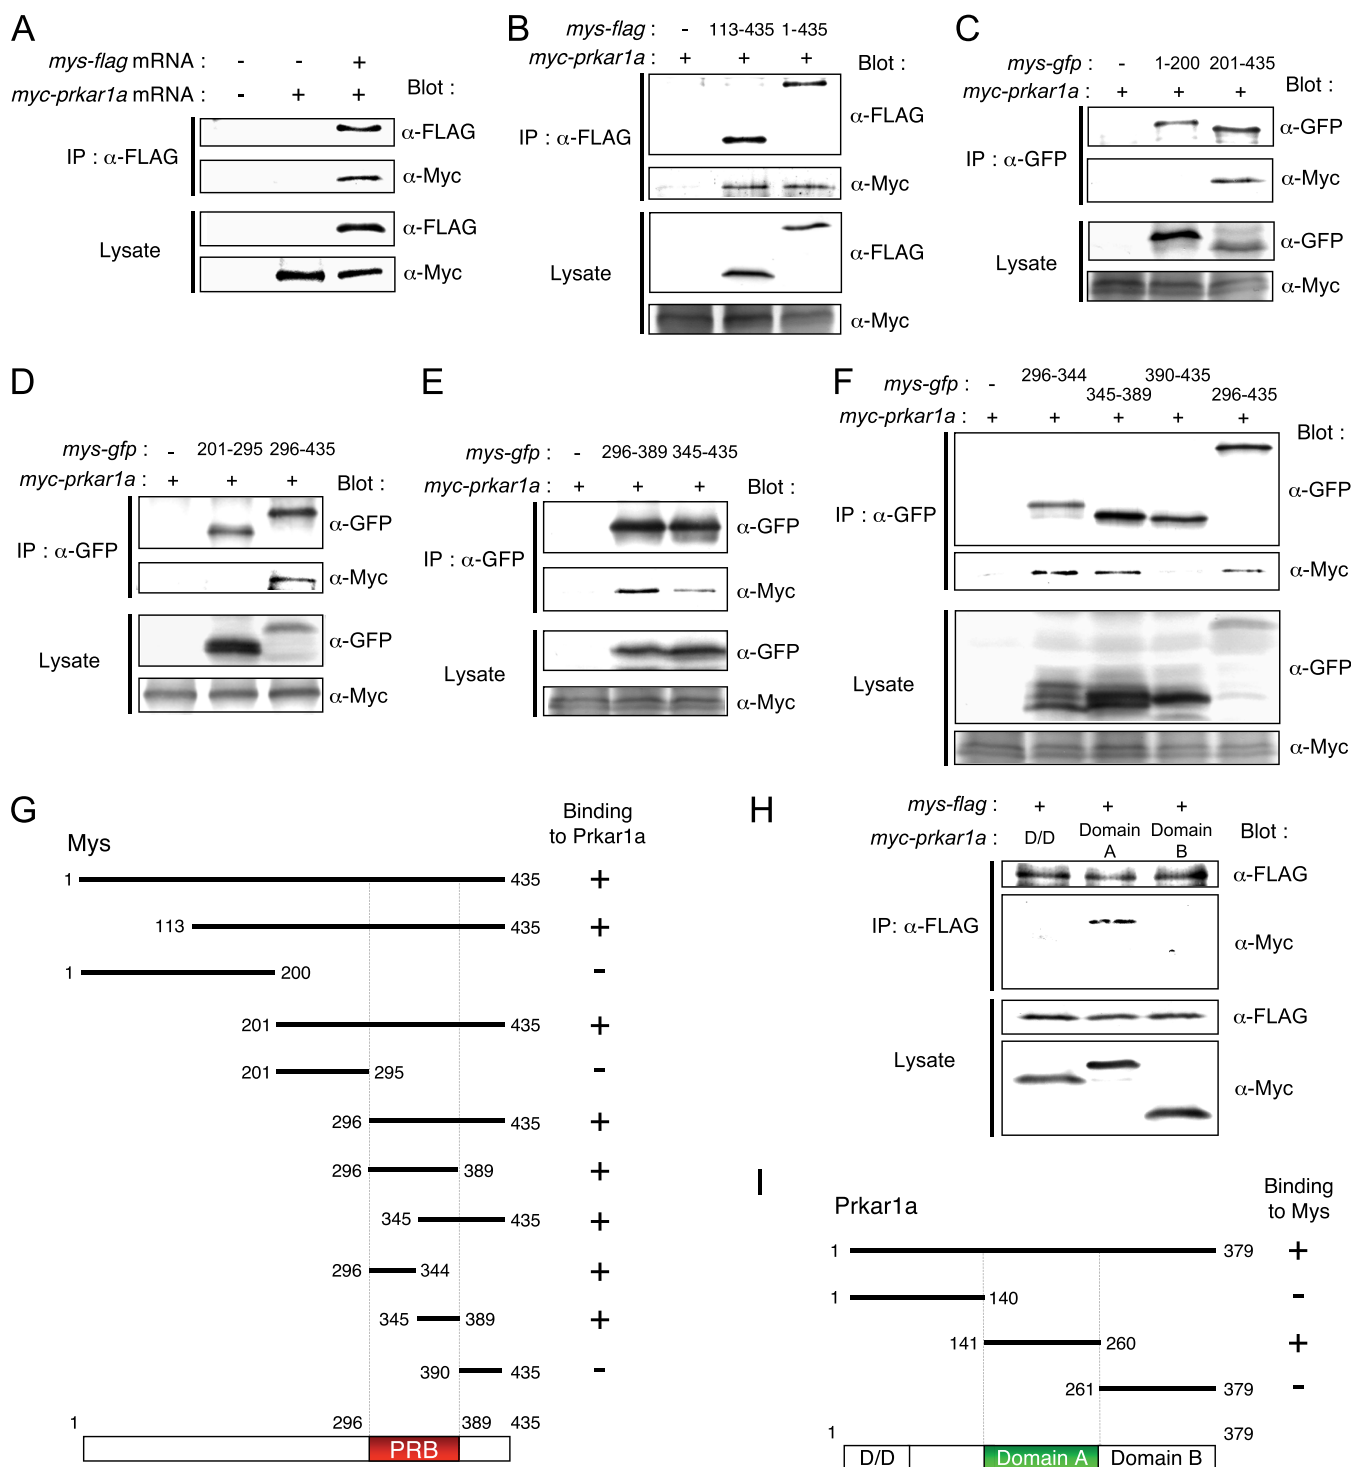 A
mys-flag mRNA : - - +
myc-prkar1a mRNA : - + +
Blot :
IP : α-FLAG
α-FLAG
α-Myc
Lysate
α-FLAG
α-Myc
B
mys-flag : - 113-435 1-435
myc-prkar1a : + + +
Blot :
IP : α-FLAG
α-FLAG
α-Myc
Lysate
α-FLAG
α-Myc
C
mys-gfp : - 1-200 201-435
myc-prkar1a : + + +
Blot :
IP : α-GFP
α-GFP
α-Myc
Lysate
α-GFP
α-Myc
D
mys-gfp : - 201-295 296-435
myc-prkar1a : + + +
Blot :
IP : α-GFP
α-GFP
α-Myc
Lysate
α-GFP
α-Myc
E
mys-gfp : - 296-389 345-435
myc-prkar1a : + + +
Blot :
IP : α-GFP
α-GFP
α-Myc
Lysate
α-GFP
α-Myc
F
mys-gfp : - 296-344 345-389 390-435 296-435
myc-prkar1a : + + + + +
Blot :
IP : α-GFP
α-GFP
α-Myc
Lysate
α-GFP
α-Myc
G
Mys
Binding
to Prkar1a
1 435 +
113 435 +
1 200 -
201 435 +
201 295 -
296 435 +
296 389 +
345 435 +
296 344 +
345 389 +
390 435 -
1 296 389 435
PRB
H
mys-flag : + + +
myc-prkar1a : D/D Domain A Domain B
Blot :
IP: α-FLAG
α-FLAG
α-Myc
Lysate
α-FLAG
α-Myc
I
Prkar1a
Binding
to Mys
1 379 +
1 140 -
141 260 +
261 379 -
1 379
D/D Domain A Domain B